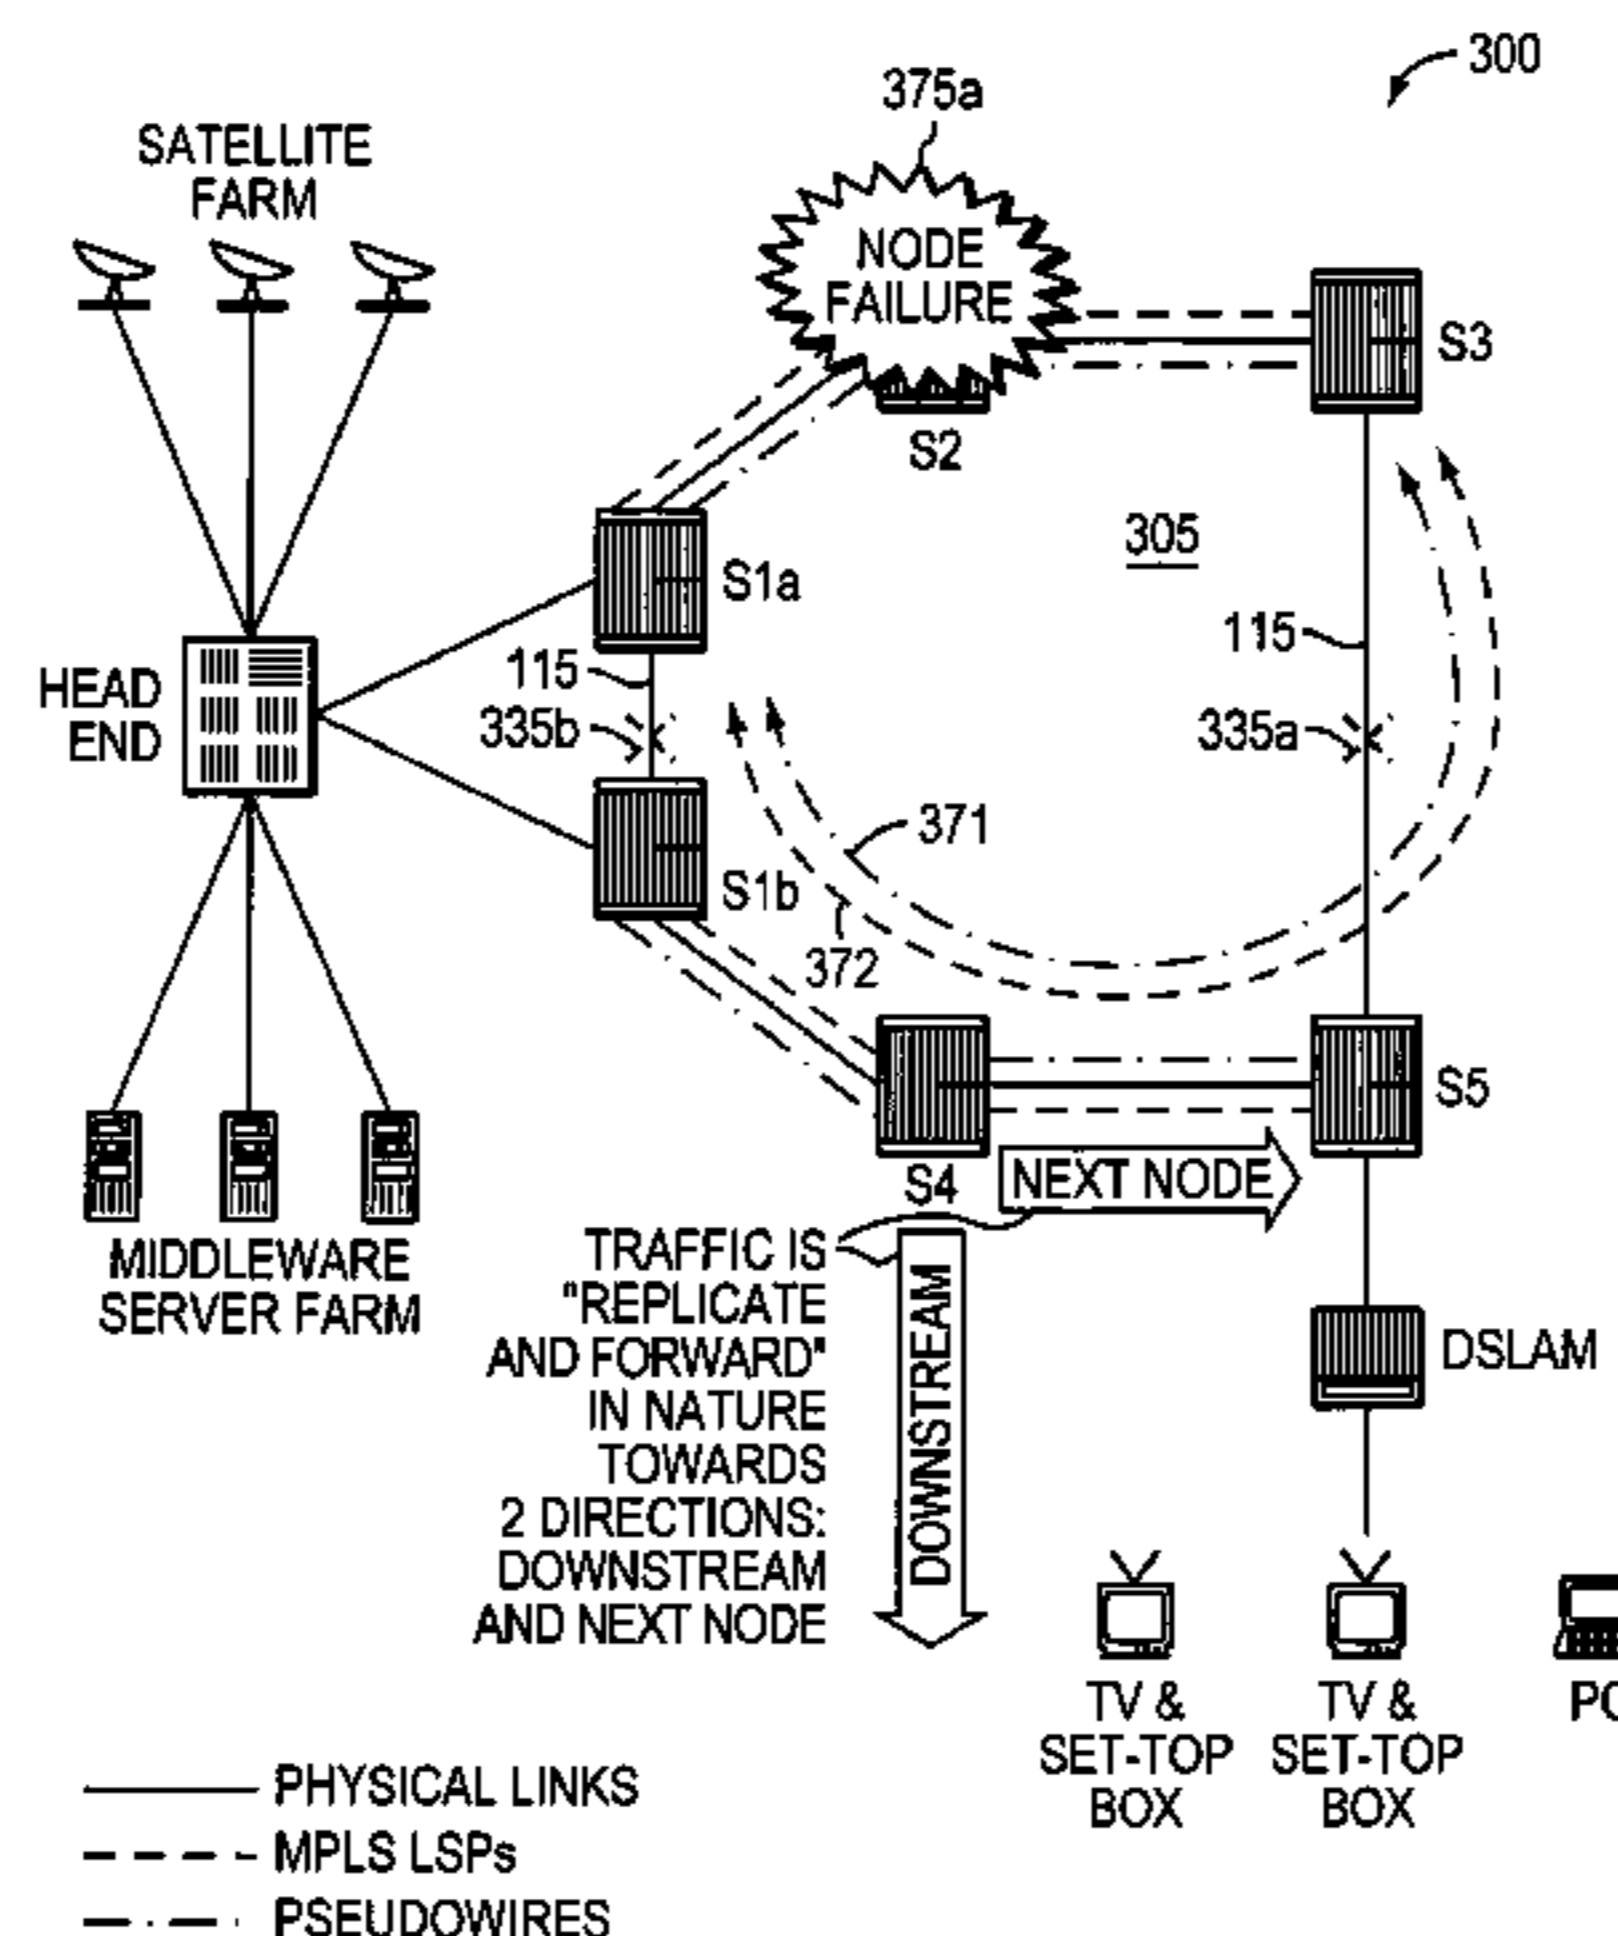 300
375a
SATELLITE
FARM
NODE
FAILURE
S3
S2
305
S1a
115
115
HEAD
END
335b
335a
371
S1b
372
S5
S4
NEXT NODE
TRAFFIC IS
"REPLICATE
AND FORWARD"
IN NATURE
TOWARDS
2 DIRECTIONS:
DOWNSTREAM
AND NEXT NODE
DOWNSTREAM
MIDDLEWARE
SERVER FARM
DSLAM
TV &
SET-TOP
BOX
TV &
SET-TOP
BOX
PHYSICAL LINKS
MPLS LSPs
PSEUDOWIRES